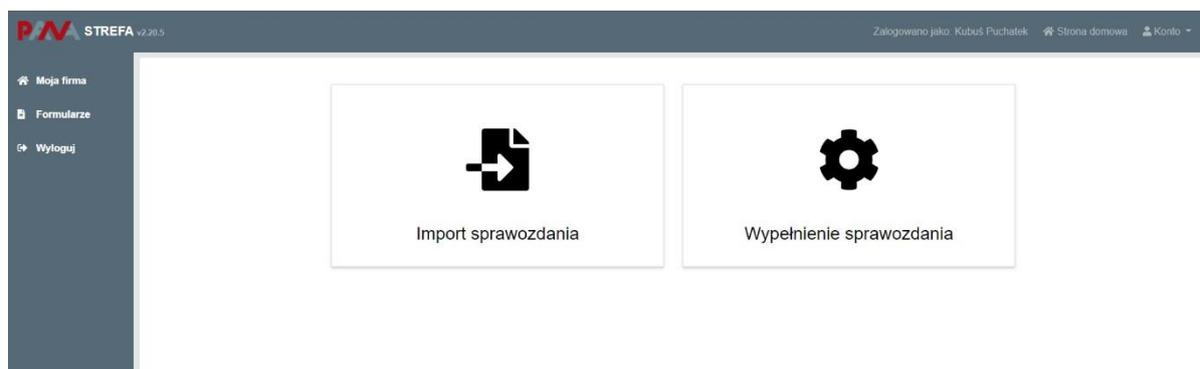 PANA STREFA v2.20.5
Zalogowano jako: Kubuś Puchatek Strona domowa Konto
Moja firma
Formularze
Wyloguj
Import sprawozdania
Wypełnienie sprawozdania